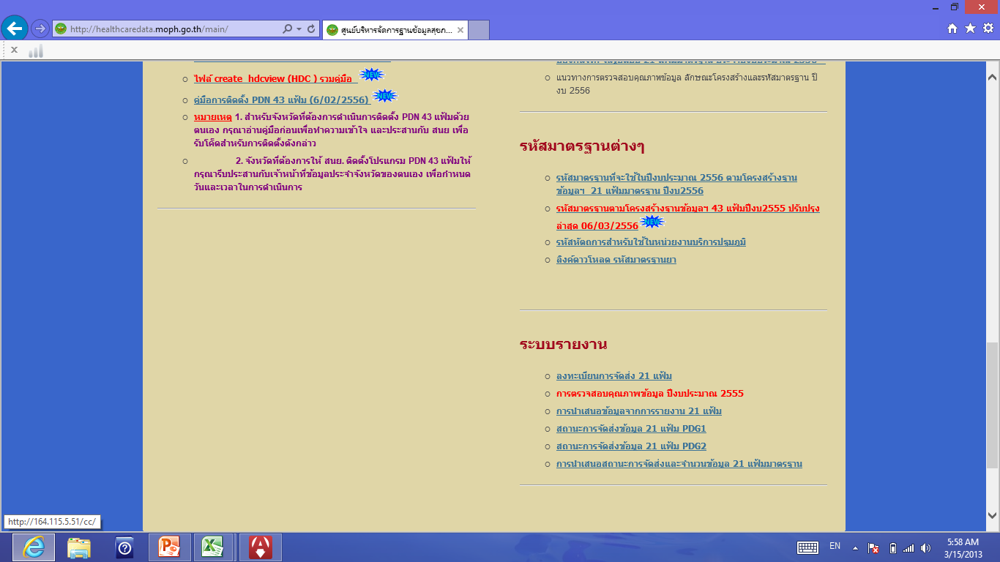 http://healthcaredata.moph.go.th/main/
ศูนย์บริหารจัดการฐานข้อมูลสุขภ...
ไฟล์ create hdcview (HDC ) รวมคู่มือ NEW
คู่มือการติดตั้ง PDN 43 แฟ้ม (6/02/2556) NEW
หมายเหตุ 1. สำหรับจังหวัดที่ต้องการดำเนินการติดตั้ง PDN 43 แฟ้มด้วย
ตนเอง กรุณาอ่านคู่มือก่อนเพื่อทำความเข้าใจ และประสานกับ สนย เพื่อ
รับโค๊ดสำหรับการติดตั้งดังกล่าว
2. จังหวัดที่ต้องการให้ สนย. ติดตั้งโปรแกรม PDN 43 แฟ้มให้
กรุณารีบประสานกับเจ้าหน้าที่ข้อมูลประจำจังหวัดของตนเอง เพื่อกำหนด
วันและเวลาในการดำเนินการ
แนวทางการตรวจสอบคุณภาพข้อมูล ลักษณะโครงสร้างและรหัสมาตรฐาน ปี
งบ 2556
รหัสมาตรฐานต่างๆ
รหัสมาตรฐานที่จะใช้ในปีงบประมาณ 2556 ตามโครงสร้างฐาน
ข้อมูลฯ 21 แฟ้มมาตรฐาน ปีงบ2556
รหัสมาตรฐานตามโครงสร้างฐานข้อมูลฯ 43 แฟ้มปีงบ2555 ปรับปรุง
ล่าสุด 06/03/2556 NEW
รหัสหัตถการสำหรับใช้ในหน่วยงานบริการปฐมภูมิ
ลิงค์ดาวโหลด รหัสมาตรฐานยา
ระบบรายงาน
ลงทะเบียนการจัดส่ง 21 แฟ้ม
การตรวจสอบคุณภาพข้อมูล ปีงบประมาณ 2555
การนำเสนอข้อมูลจากการรายงาน 21 แฟ้ม
สถานะการจัดส่งข้อมูล 21 แฟ้ม PDG1
สถานะการจัดส่งข้อมูล 21 แฟ้ม PDG2
การนำเสนอสถานะการจัดส่งและจำนวนข้อมูล 21 แฟ้มมาตรฐาน
http://164.115.5.51/cc/
EN
5:58 AM
3/15/2013